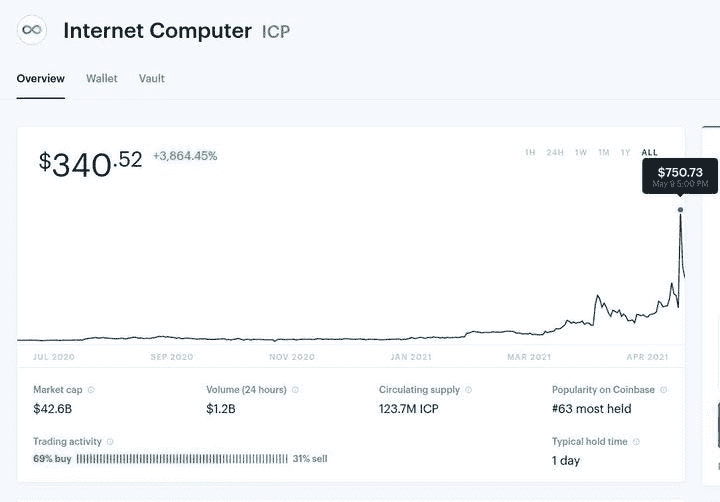 Internet Computer ICP
Overview Wallet Vault
$340.52 +3,864.45%
1H 24H 1W 1M 1Y ALL
$750.73
May 9 5:00 PM
JUL 2020 SEP 2020 NOV 2020 JAN 2021 MAR 2021 APR 2021
Market cap Volume (24 hours) Circulating supply Popularity on Coinbase
$42.6B $1.2B 123.7M ICP #63 most held
Trading activity Typical hold time
69% buy 31% sell 1 day